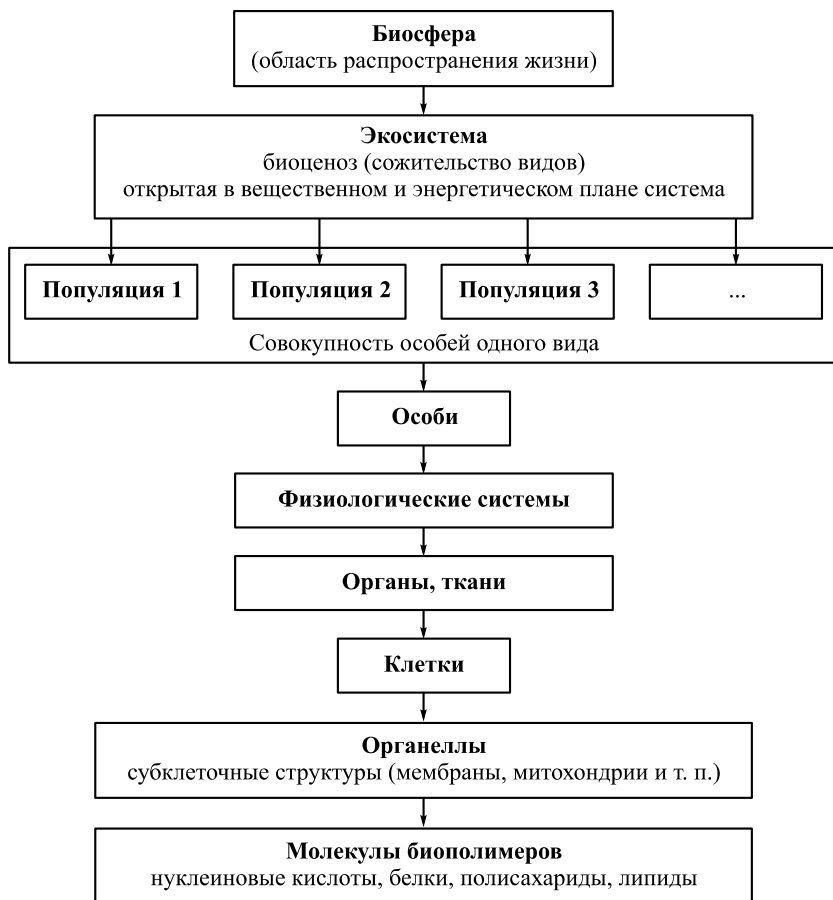 Биосфера
(область распространения жизни)
Экосистема
биоценоз (сожительство видов)
открытая в вещественном и энергетическом плане система
Популяция 1
Популяция 2
Популяция 3
...
Совокупность особей одного вида
Особи
Физиологические системы
Органы, ткани
Клетки
Органеллы
субклеточные структуры (мембраны, митохондрии и т. п.)
Молекулы биополимеров
нуклеиновые кислоты, белки, полисахариды, липиды